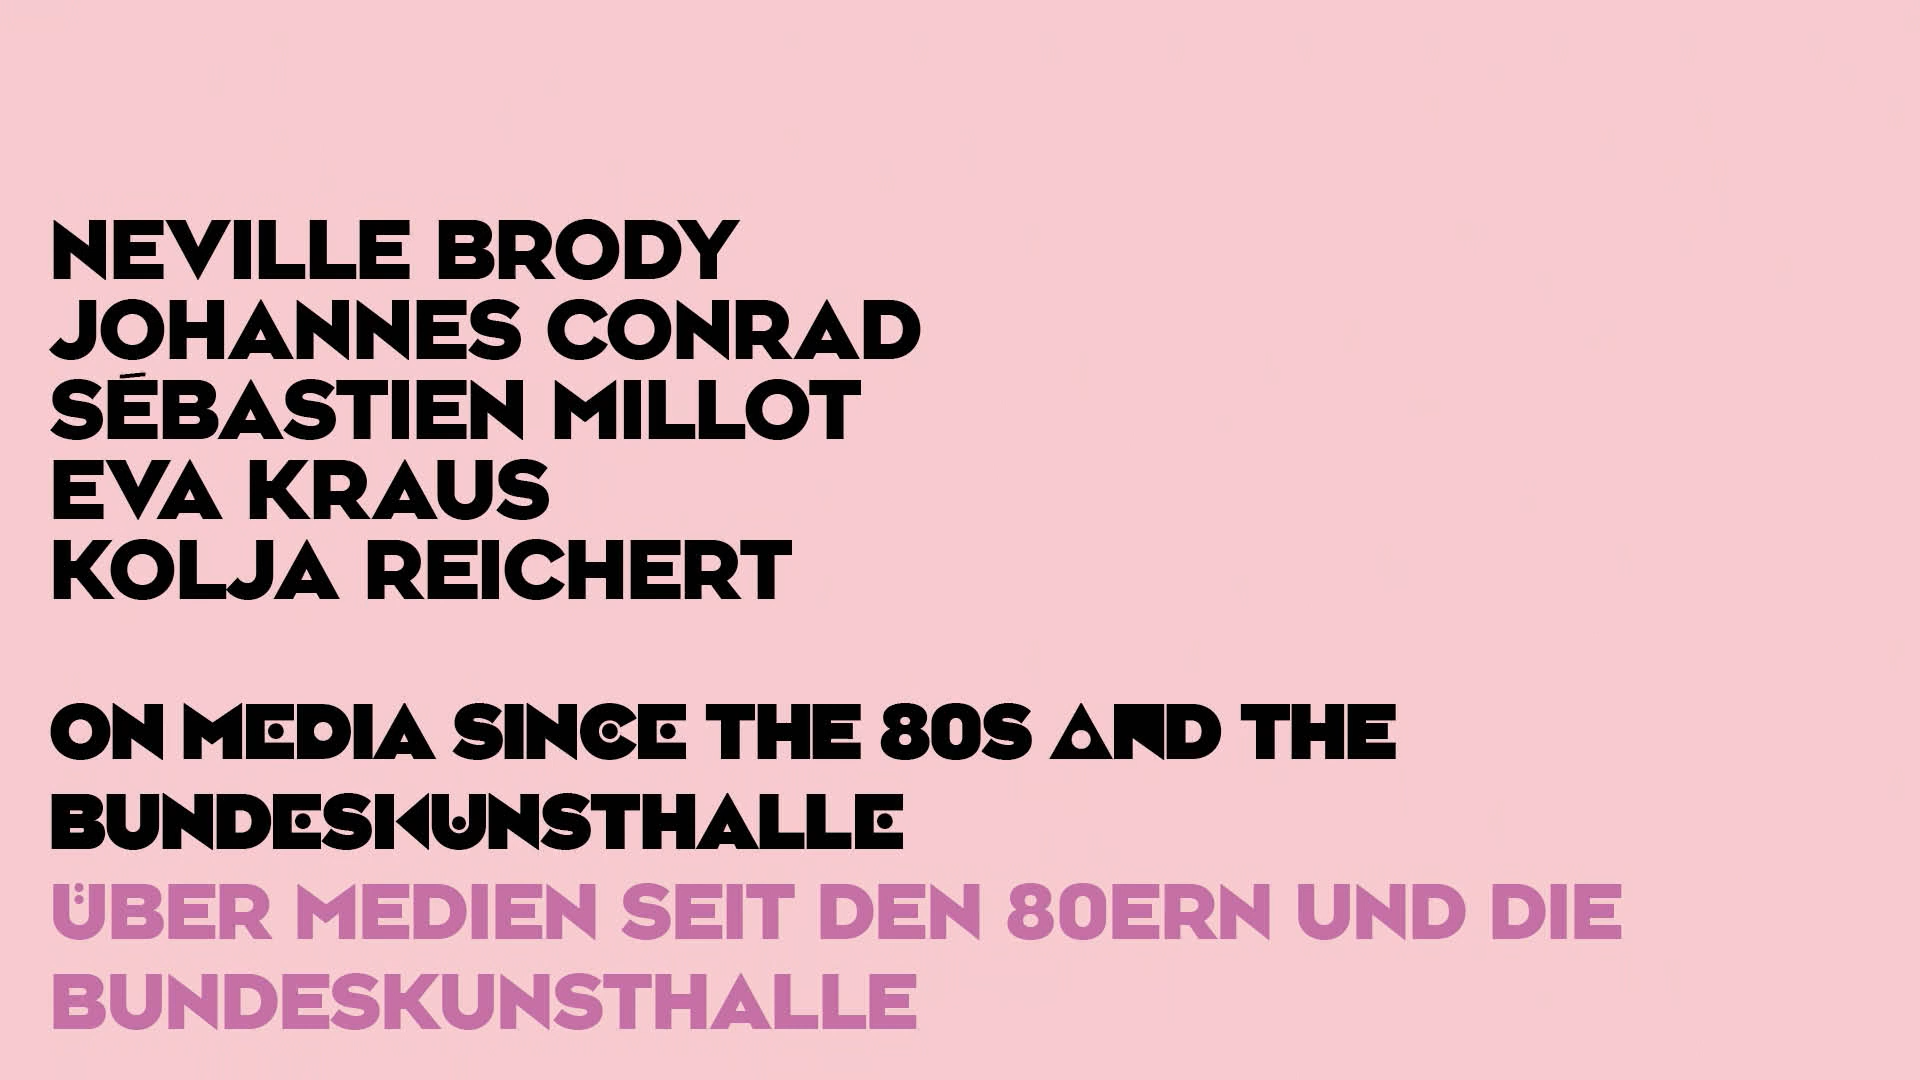 NEVILLE BRODY
JOHANNES CONRAD
SÉBASTIEN MILLOT
EVA KRAUS
KOLJA REICHERT
ON MEDIA SINCE THE 80S AND THE
BUNDESKUNSTHALLE
ÜBER MEDIEN SEIT DEN 80ERN UND DIE
BUNDESKUNSTHALLE